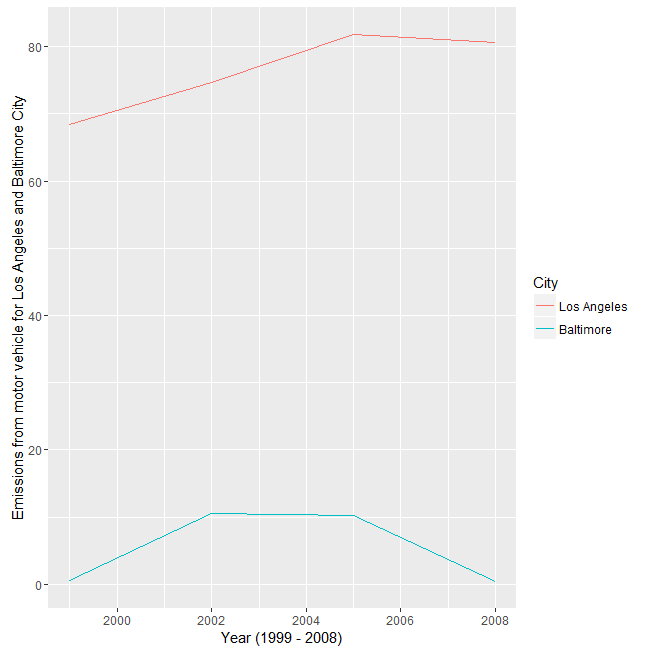 Emissions from motor vehicle for Los Angeles and Baltimore City
80
60
40
20
0
2000 2002 2004 2006 2008
Year (1999 - 2008)
City
Los Angeles
Baltimore